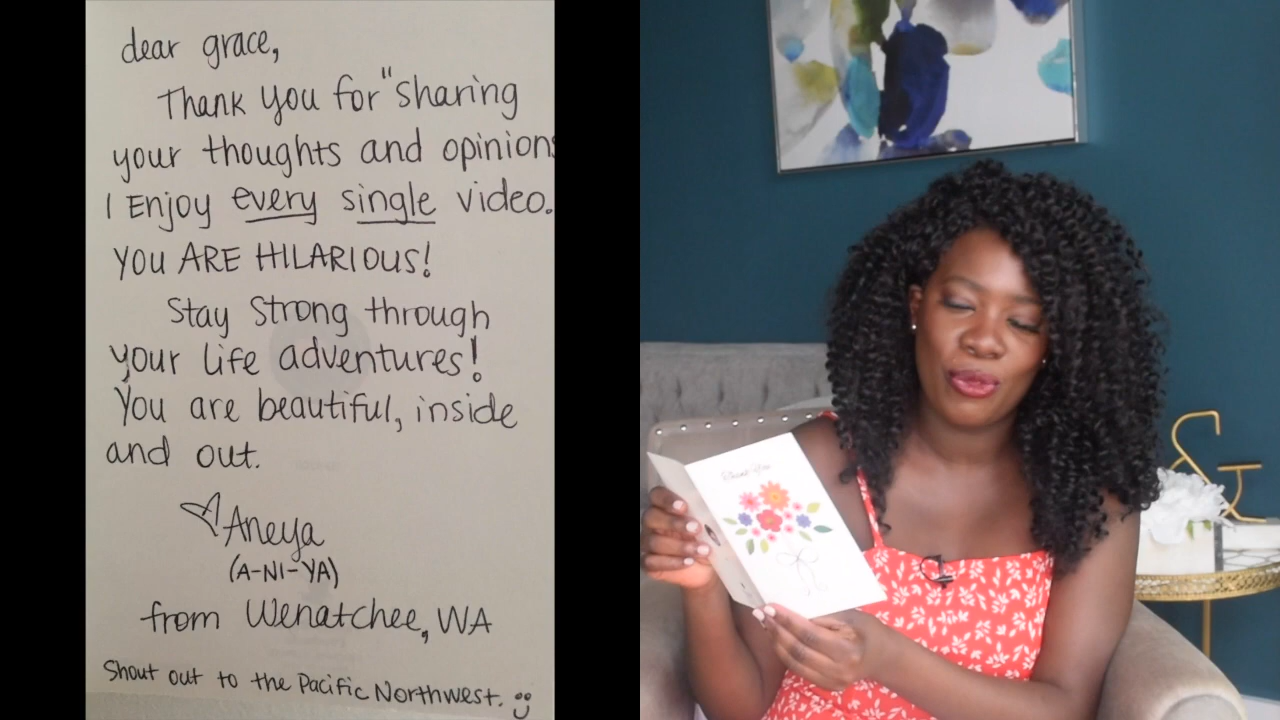 dear grace,
Thank you for "sharing
your thoughts and opinions
I Enjoy every single video.
YOU ARE HILARIOUS!
Stay strong through
your life adventures!
You are beautiful, inside
and out.
Aneya
(A-NI-YA)
from Wenatchee, WA
Shout out to the Pacific Northwest.
Thank You
&